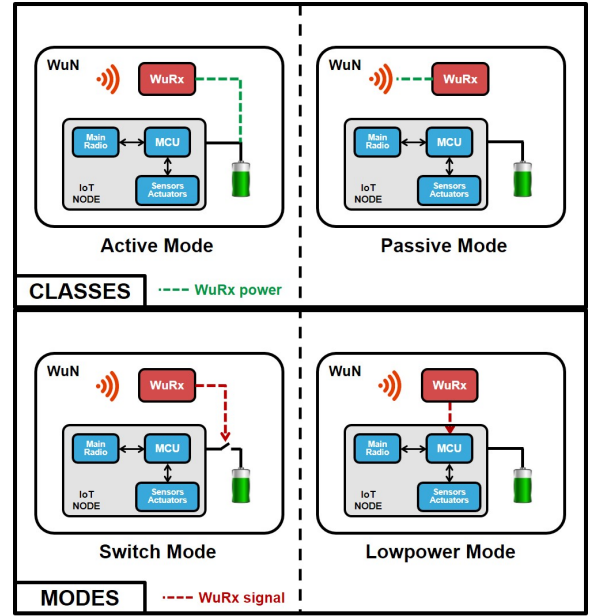 WuN
WuRx
Main
Radio
MCU
Sensors
Actuators
IoT
NODE
Active Mode
WuN
WuRx
Main
Radio
MCU
Sensors
Actuators
IoT
NODE
Passive Mode
CLASSES
WuRx power
WuN
WuRx
Main
Radio
MCU
Sensors
Actuators
IoT
NODE
Switch Mode
WuN
WuRx
Main
Radio
MCU
Sensors
Actuators
IoT
NODE
Lowpower Mode
MODES
WuRx signal